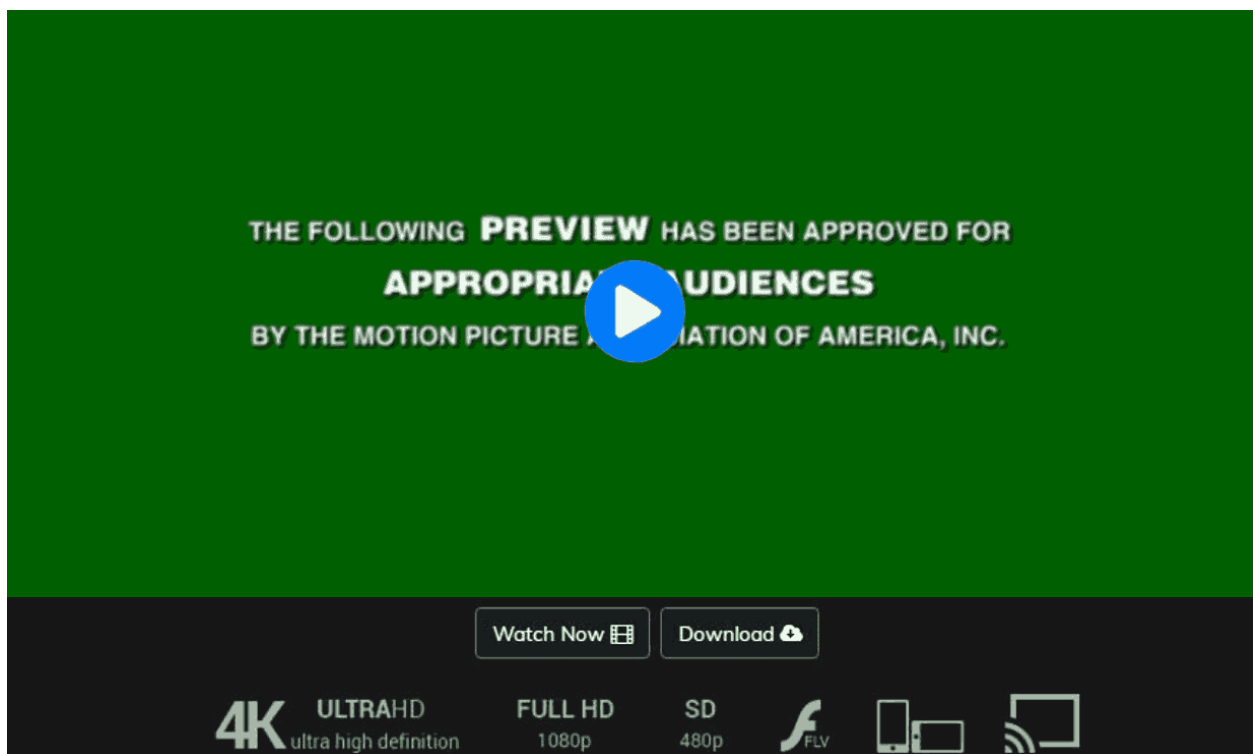 THE FOLLOWING PREVIEW HAS BEEN APPROVED FOR
AUDIENCES
BY THE MOTION PICTURE OF AMERICA, INC.
Watch Now
Download
4K ULTRAHD
ultra high definition
FULL HD
1080p
SD
480p
FLV